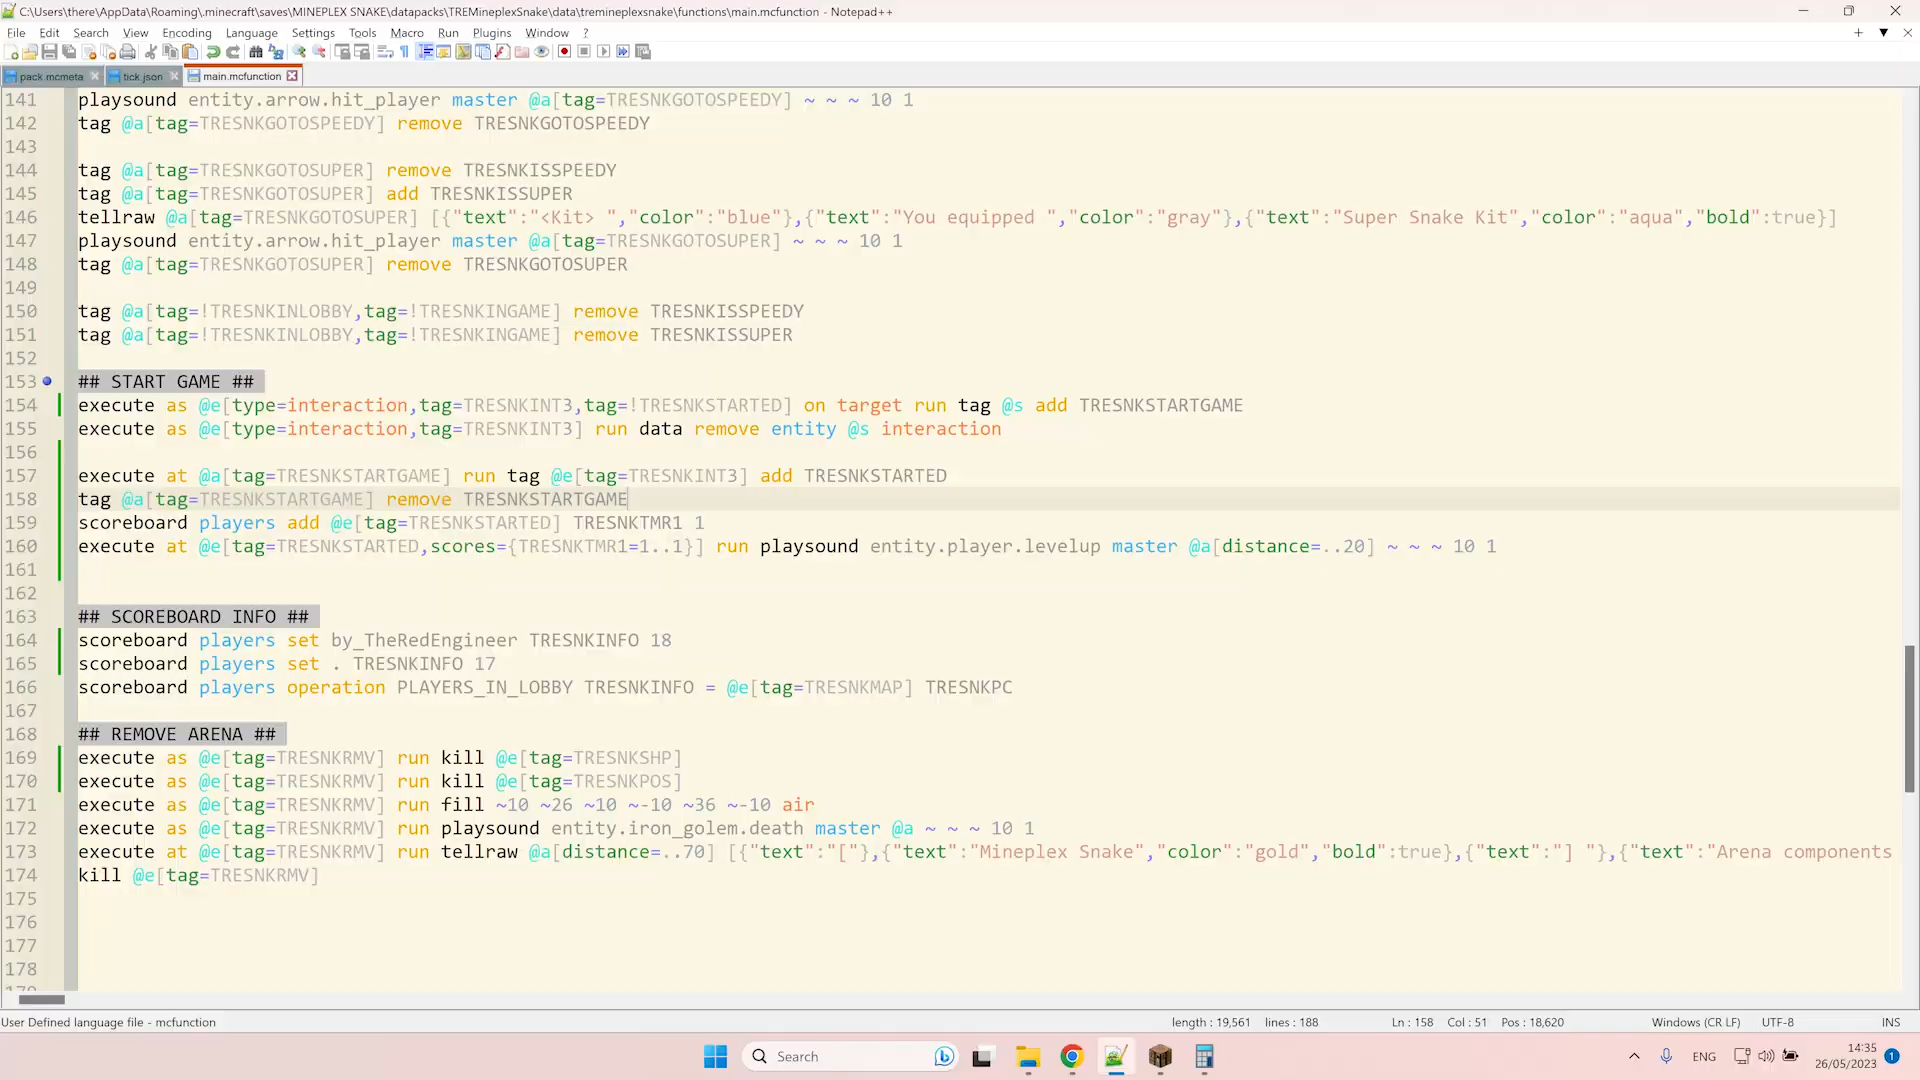 C:\Users\there\AppData\Roaming\.minecraft\saves\MINEPLEX SNAKE\datapacks\TREMineplexSnake\data\tremineplexsnake\functions\main.mcfunction - Notepad++
File Edit Search View Encoding Language Settings Tools Macro Run Plugins Window ?
pack mcmeta tick json main.mcfunction
141 playsound entity.arrow.hit_player master @a[tag=TRESNKGOTOSPEEDY] ~ ~ ~ 10 1
142 tag @a[tag=TRESNKGOTOSPEEDY] remove TRESNKGOTOSPEEDY
143
144 tag @a[tag=TRESNKGOTOSUPER] remove TRESNKISSPEEDY
145 tag @a[tag=TRESNKGOTOSUPER] add TRESNKISSUPER
146 tellraw @a[tag=TRESNKGOTOSUPER] [{"text":"<Kit> ","color":"blue"},{"text":"You equipped ","color":"gray"},{"text":"Super Snake Kit","color":"aqua","bold":true}]
147 playsound entity.arrow.hit_player master @a[tag=TRESNKGOTOSUPER] ~ ~ ~ 10 1
148 tag @a[tag=TRESNKGOTOSUPER] remove TRESNKGOTOSUPER
149
150 tag @a[tag=!TRESNKINLOBBY,tag=!TRESNKINGAME] remove TRESNKISSPEEDY
151 tag @a[tag=!TRESNKINLOBBY,tag=!TRESNKINGAME] remove TRESNKISSUPER
152
153 ## START GAME ##
154 execute as @e[type=interaction,tag=TRESNKINT3,tag=!TRESNKSTARTED] on target run tag @s add TRESNKSTARTGAME
155 execute as @e[type=interaction,tag=TRESNKINT3] run data remove entity @s interaction
156
157 execute at @a[tag=TRESNKSTARTGAME] run tag @e[tag=TRESNKINT3] add TRESNKSTARTED
158 tag @a[tag=TRESNKSTARTGAME] remove TRESNKSTARTGAME
159 scoreboard players add @e[tag=TRESNKSTARTED] TRESNKTMR1 1
160 execute at @e[tag=TRESNKSTARTED,scores={TRESNKTMR1=1..1}] run playsound entity.player.levelup master @a[distance=..20] ~ ~ ~ 10 1
161
162
163 ## SCOREBOARD INFO ##
164 scoreboard players set by_TheRedEngineer TRESNKINFO 18
165 scoreboard players set . TRESNKINFO 17
166 scoreboard players operation PLAYERS_IN_LOBBY TRESNKINFO = @e[tag=TRESNKMAP] TRESNKPC
167
168 ## REMOVE ARENA ##
169 execute as @e[tag=TRESNKRMV] run kill @e[tag=TRESNKSHP]
170 execute as @e[tag=TRESNKRMV] run kill @e[tag=TRESNKPOS]
171 execute as @e[tag=TRESNKRMV] run fill ~10 ~26 ~10 ~-10 ~36 ~-10 air
172 execute as @e[tag=TRESNKRMV] run playsound entity.iron_golem.death master @a ~ ~ ~ 10 1
173 execute at @e[tag=TRESNKRMV] run tellraw @a[distance=..70] [{"text":"["},{"text":"Mineplex Snake","color":"gold","bold":true},{"text":"] "},{"text":"Arena components
174 kill @e[tag=TRESNKRMV]
175
176
177
178
179
User Defined language file - mcfunction length : 19,561 lines : 188 Ln : 158 Col : 51 Pos : 18,620 Windows (CR LF) UTF-8 INS
Search ENG 14:35
26/05/2023 1